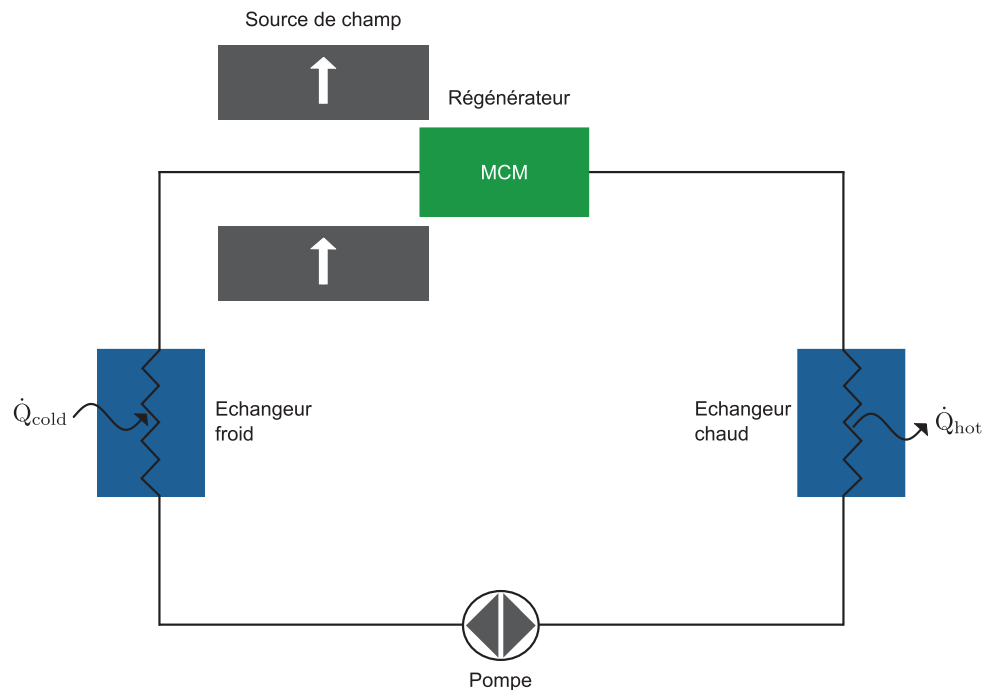 Source de champ
Régénérateur
MCM
Q̇cold
Echangeur
froid
Echangeur
chaud
Q̇hot
Pompe